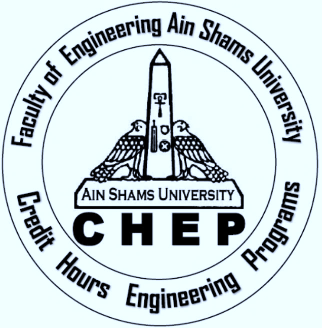 Faculty of Engineering Ain Shams University
AIN SHAMS UNIVERSITY
CHEP
Credit Hours Engineering Programs